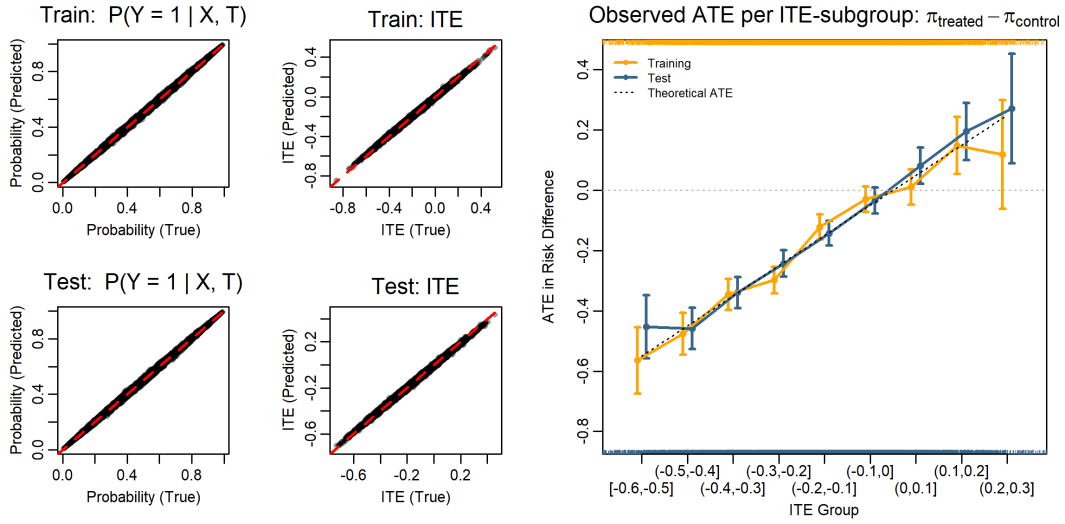 Train: P(Y = 1 | X, T)
Probability (Predicted)
0.0 0.4 0.8
0.0 0.4 0.8
Probability (True)
Train: ITE
ITE (Predicted)
-0.8 -0.4 0.0 0.4
-0.8 -0.4 0.0 0.4
ITE (True)
Test: P(Y = 1 | X, T)
Probability (Predicted)
0.0 0.4 0.8
0.0 0.4 0.8
Probability (True)
Test: ITE
ITE (Predicted)
-0.6 -0.2 0.2
-0.6 -0.2 0.2
ITE (True)
Observed ATE per ITE-subgroup: πtreated − πcontrol
Training
Test
Theoretical ATE
ATE in Risk Difference
0.4
0.2
0.0
-0.2
-0.4
-0.6
-0.8
(-0.5,-0.4] (-0.3,-0.2] (-0.1,0] (0.1,0.2]
[-0.6,-0.5] (-0.4,-0.3] (-0.2,-0.1] (0,0.1] (0.2,0.3]
ITE Group